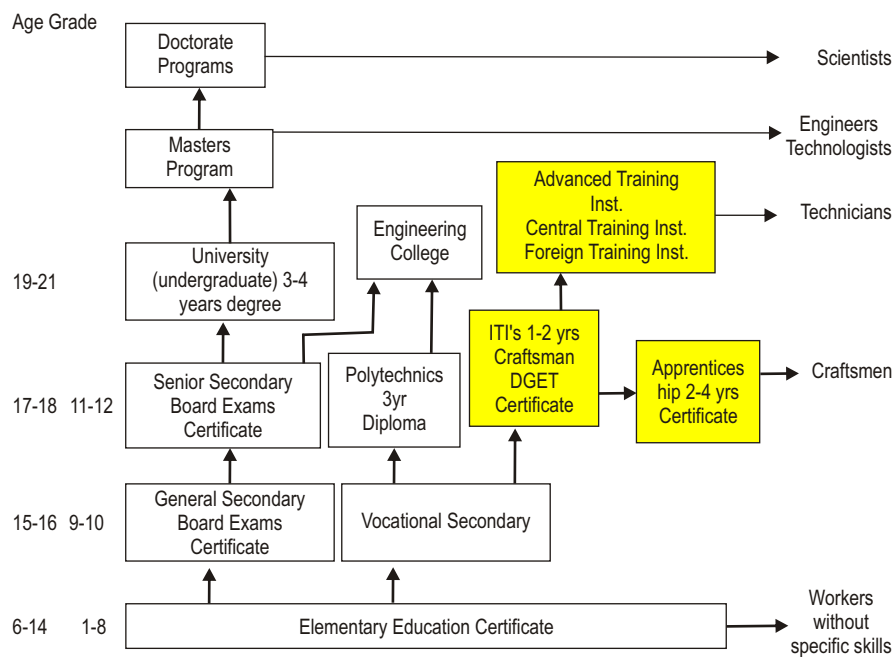 Age Grade
Doctorate
Programs
Scientists
Masters
Program
Engineers
Technologists
Advanced Training
Inst.
Central Training Inst.
Foreign Training Inst.
Technicians
Engineering
College
19-21
University
(undergraduate) 3-4
years degree
17-18 11-12
Senior Secondary
Board Exams
Certificate
Polytechnics
3yr
Diploma
ITI's 1-2 yrs
Craftsman
DGET
Certificate
Apprentices
hip 2-4 yrs
Certificate
Craftsmen
15-16 9-10
General Secondary
Board Exams
Certificate
Vocational Secondary
6-14 1-8
Elementary Education Certificate
Workers
without
specific skills